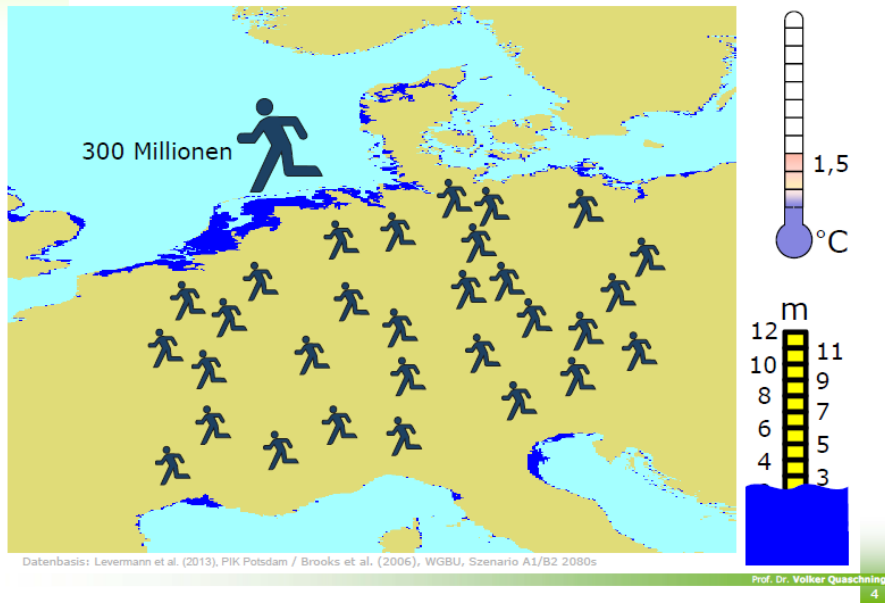 300 Millionen
1,5
°C
m
12
11
10
9
8
7
6
5
4
3
Datenbasis: Levermann et al. (2013), PIK Potsdam / Brooks et al. (2006), WGBU, Szenario A1/B2 2080s
Prof. Dr. Volker Quaschning
4